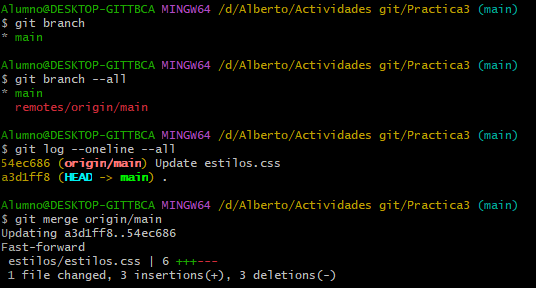 Alumno@DESKTOP-GITTBCA MINGW64 /d/Alberto/Actividades git/Practica3 (main)
$ git branch
* main
Alumno@DESKTOP-GITTBCA MINGW64 /d/Alberto/Actividades git/Practica3 (main)
$ git branch --all
* main
  remotes/origin/main
Alumno@DESKTOP-GITTBCA MINGW64 /d/Alberto/Actividades git/Practica3 (main)
$ git log --oneline --all
54ec686 (origin/main) Update estilos.css
a3d1ff8 (HEAD -> main) .
Alumno@DESKTOP-GITTBCA MINGW64 /d/Alberto/Actividades git/Practica3 (main)
$ git merge origin/main
Updating a3d1ff8..54ec686
Fast-forward
 estilos/estilos.css | 6 +++---
 1 file changed, 3 insertions(+), 3 deletions(-)